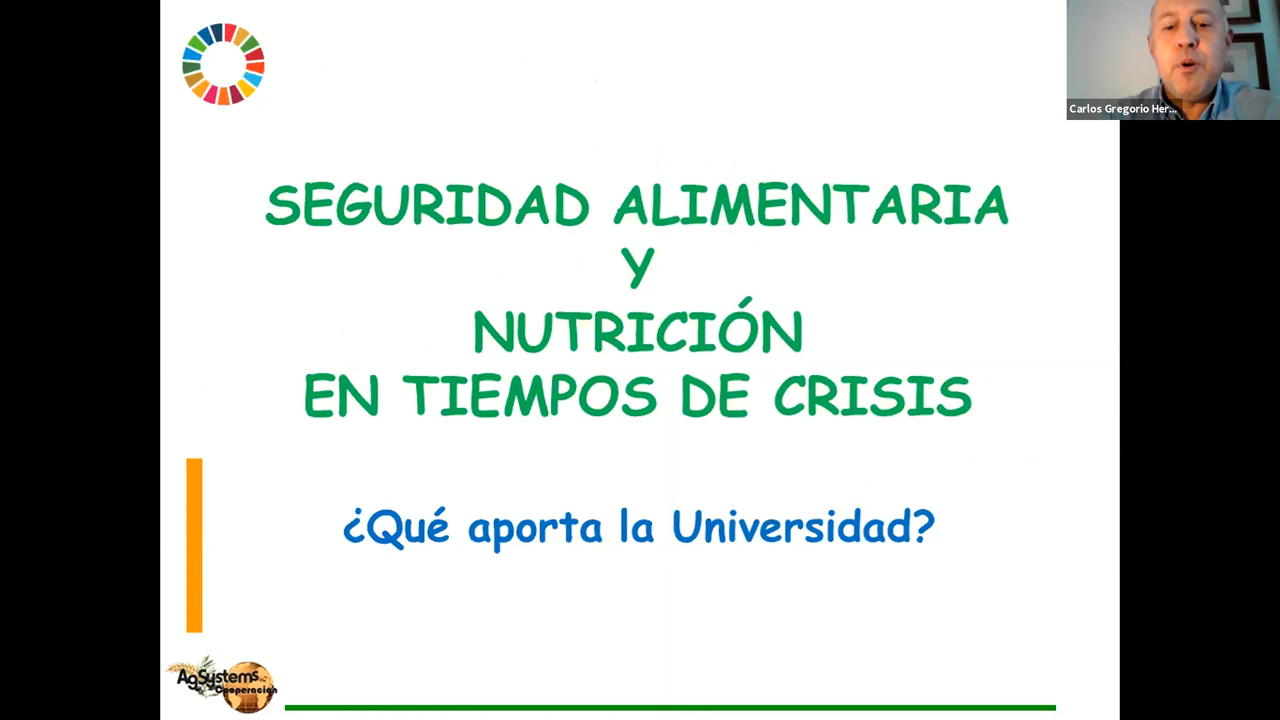 Carlos Gregorio Her...
SEGURIDAD ALIMENTARIA
Y
NUTRICIÓN
EN TIEMPOS DE CRISIS
¿Qué aporta la Universidad?
AgSystems
Cooperación